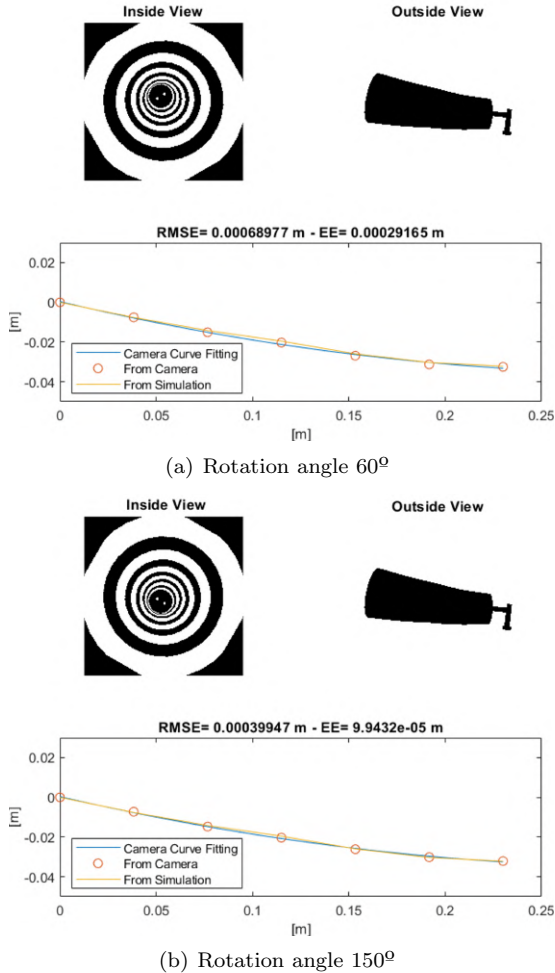 Inside View
Outside View
RMSE= 0.00068977 m - EE= 0.00029165 m
0.02
0
-0.02
-0.04
[m]
Camera Curve Fitting
From Camera
From Simulation
0 0.05 0.1 0.15 0.2 0.25
[m]
(a) Rotation angle 60º
Inside View
Outside View
RMSE= 0.00039947 m - EE= 9.9432e-05 m
0.02
0
-0.02
-0.04
[m]
Camera Curve Fitting
From Camera
From Simulation
0 0.05 0.1 0.15 0.2 0.25
[m]
(b) Rotation angle 150º